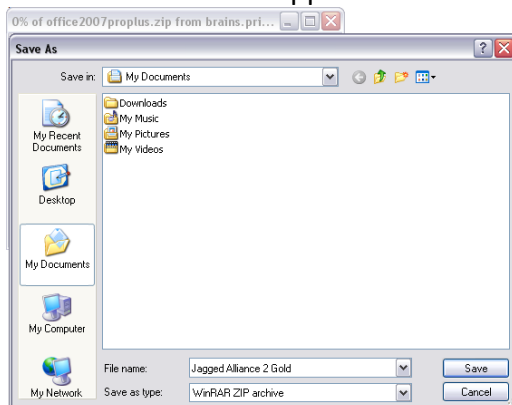 0% of office2007proplus.zip from brains.pri...
Save As
Save in: My Documents
My Recent Documents
Desktop
My Documents
My Computer
My Network
Downloads
My Music
My Pictures
My Videos
File name: Jagged Alliance 2 Gold Save
Save as type: WinRAR ZIP archive Cancel